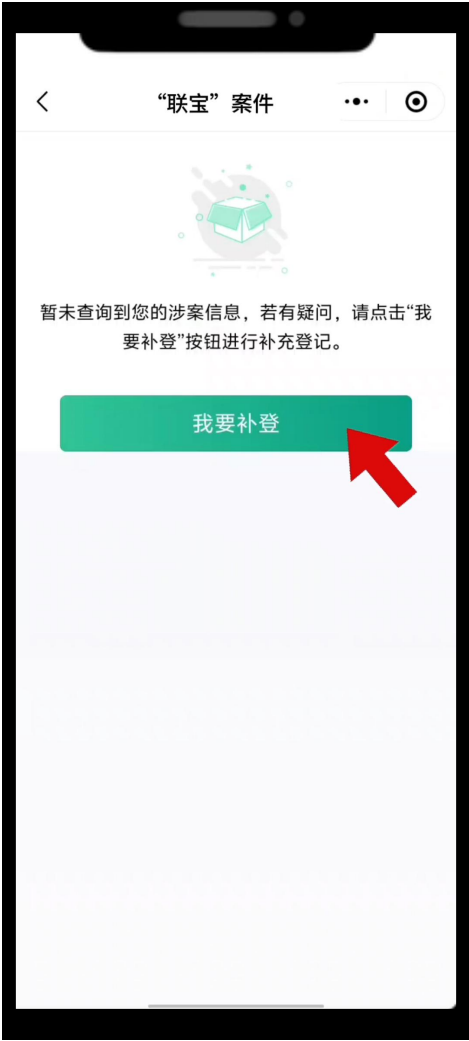 “联宝”案件
暂未查询到您的涉案信息，若有疑问，请点击“我
要补登”按钮进行补充登记。
我要补登